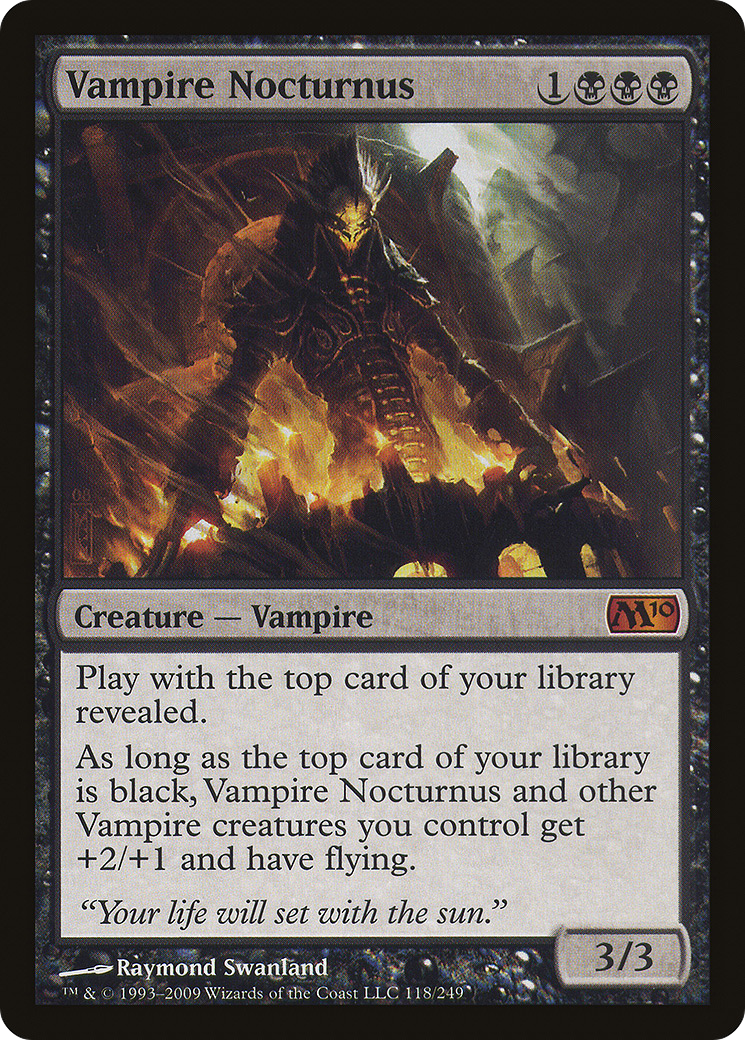 Vampire Nocturnus 1
Creature — Vampire M10
Play with the top card of your library
revealed.
As long as the top card of your library
is black, Vampire Nocturnus and other
Vampire creatures you control get
+2/+1 and have flying.
“Your life will set with the sun.”
3/3
Raymond Swanland
™ & © 1993–2009 Wizards of the Coast LLC 118/249